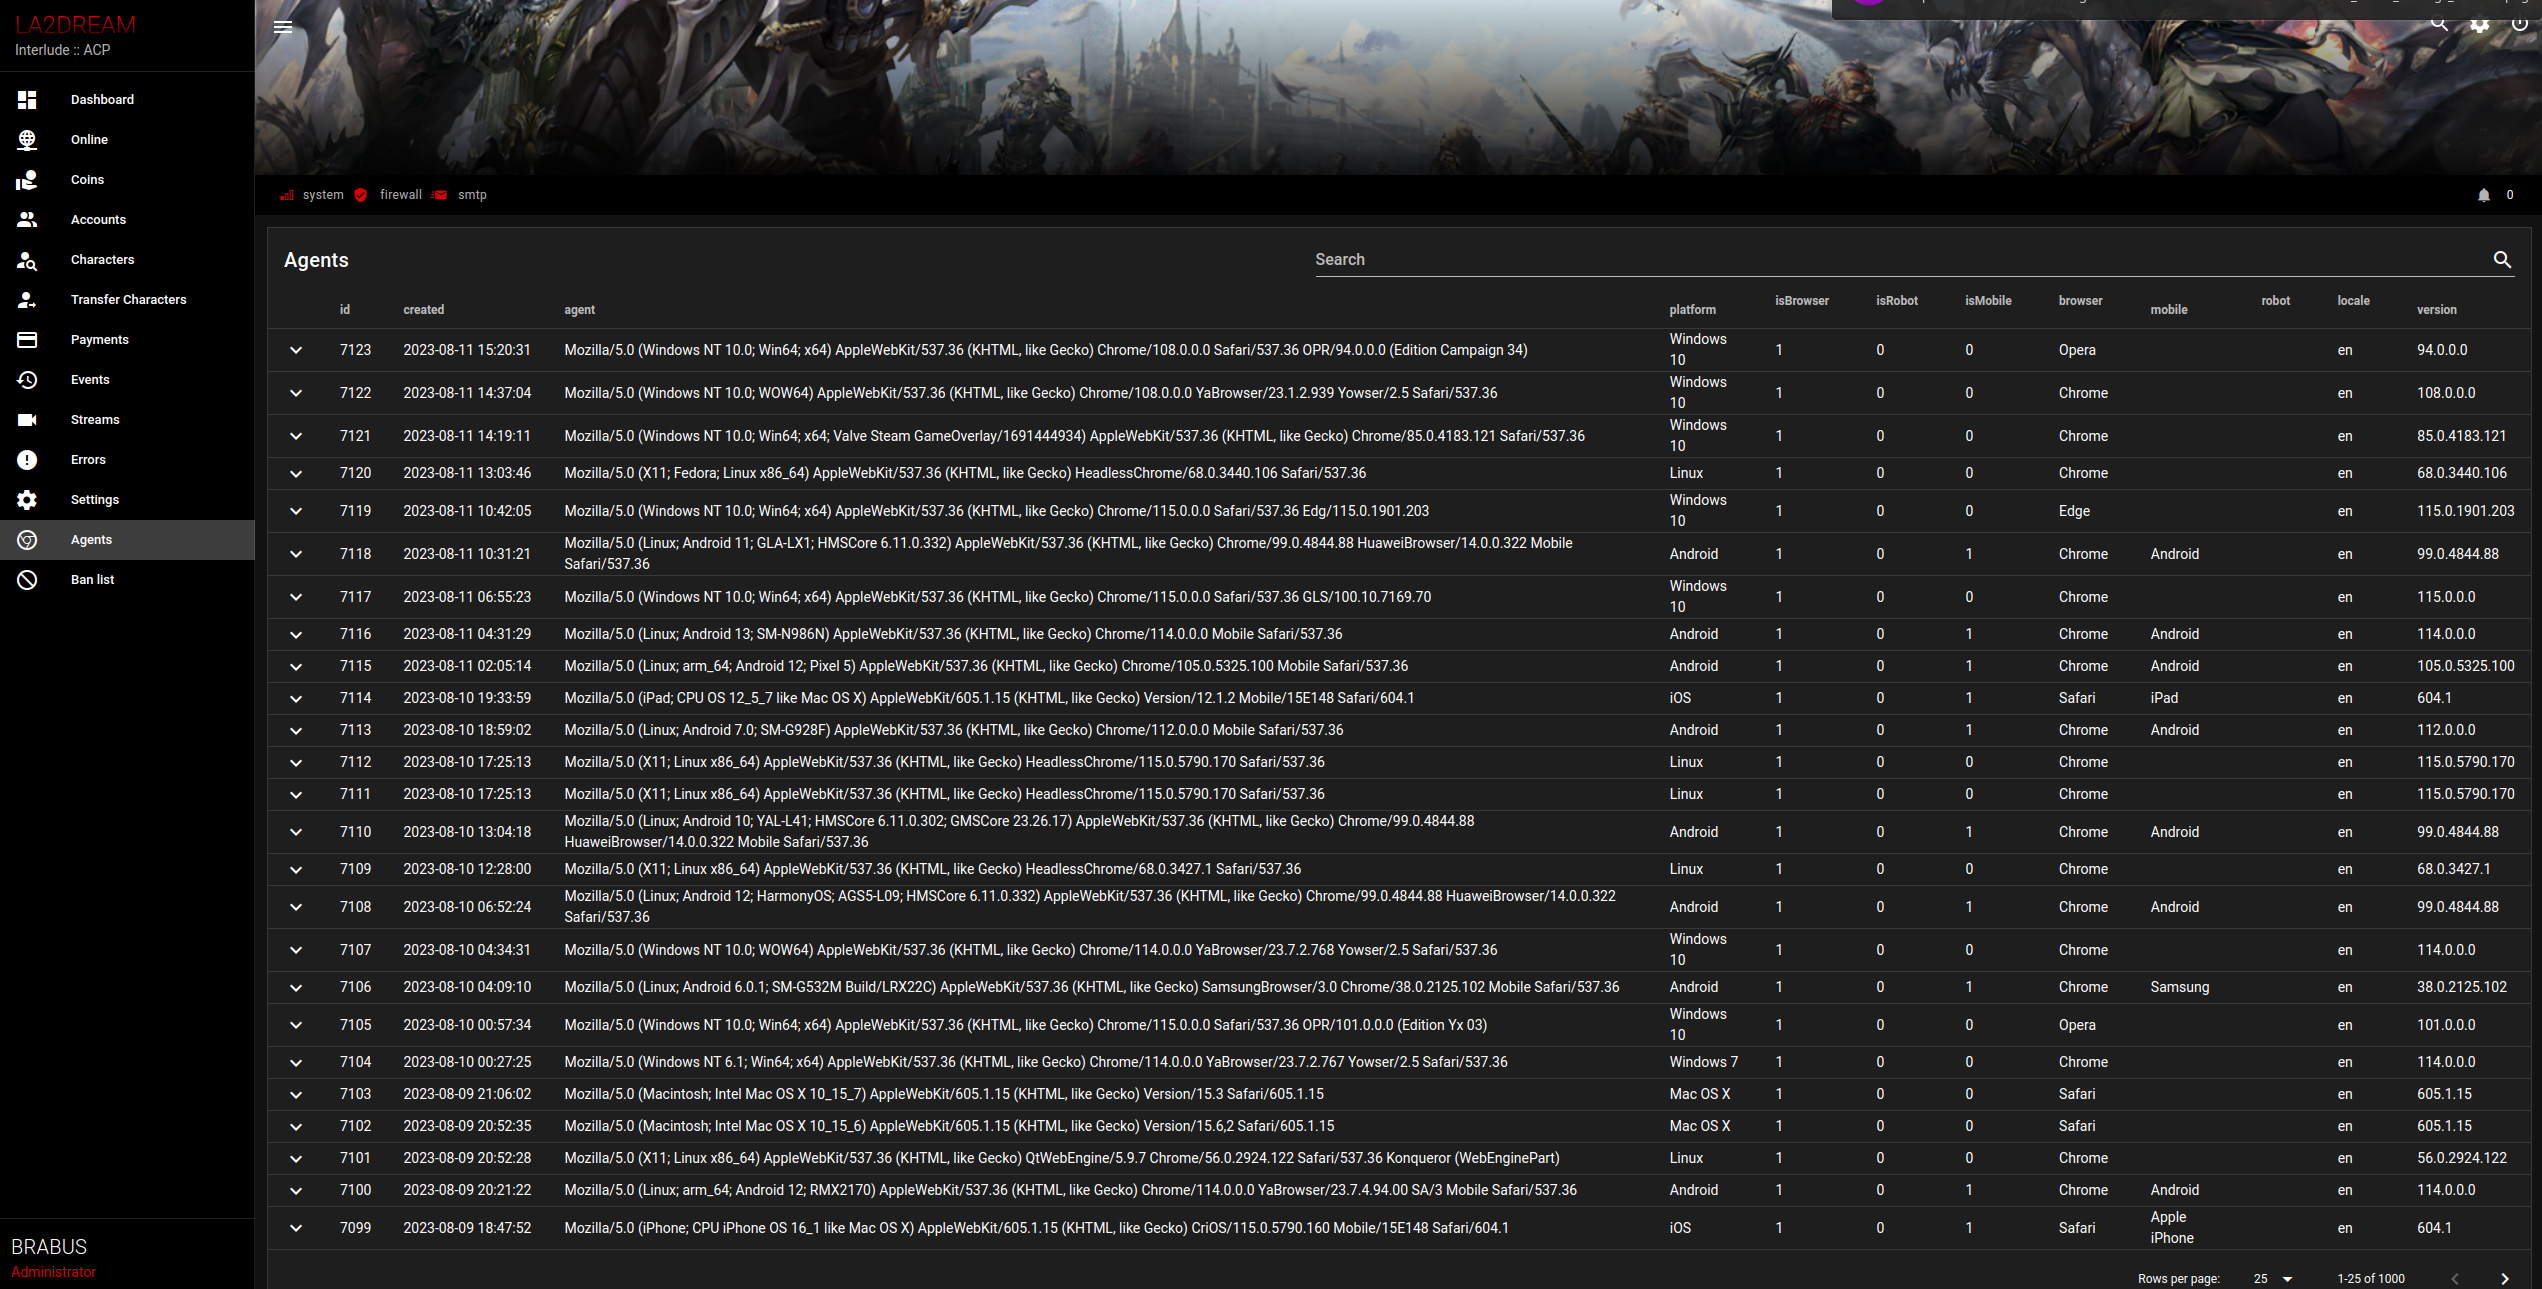 LA2DREAM
Interlude :: ACP
Dashboard
Online
Coins
Accounts
Characters
Transfer Characters
Payments
Events
Streams
Errors
Settings
Agents
Ban list
BRABUS
Administrator
system firewall smtp 0
Agents Search
id created agent platform isBrowser isRobot isMobile browser mobile robot locale version
7123 2023-08-11 15:20:31 Mozilla/5.0 (Windows NT 10.0; Win64; x64) AppleWebKit/537.36 (KHTML, like Gecko) Chrome/108.0.0.0 Safari/537.36 OPR/94.0.0.0 (Edition Campaign 34) Windows 10 1 0 0 Opera en 94.0.0.0
7122 2023-08-11 14:37:04 Mozilla/5.0 (Windows NT 10.0; WOW64) AppleWebKit/537.36 (KHTML, like Gecko) Chrome/108.0.0.0 YaBrowser/23.1.2.939 Yowser/2.5 Safari/537.36 Windows 10 1 0 0 Chrome en 108.0.0.0
7121 2023-08-11 14:19:11 Mozilla/5.0 (Windows NT 10.0; Win64; x64; Valve Steam GameOverlay/1691444934) AppleWebKit/537.36 (KHTML, like Gecko) Chrome/85.0.4183.121 Safari/537.36 Windows 10 1 0 0 Chrome en 85.0.4183.121
7120 2023-08-11 13:03:46 Mozilla/5.0 (X11; Fedora; Linux x86_64) AppleWebKit/537.36 (KHTML, like Gecko) HeadlessChrome/68.0.3440.106 Safari/537.36 Linux 1 0 0 Chrome en 68.0.3440.106
7119 2023-08-11 10:42:05 Mozilla/5.0 (Windows NT 10.0; Win64; x64) AppleWebKit/537.36 (KHTML, like Gecko) Chrome/115.0.0.0 Safari/537.36 Edg/115.0.1901.203 Windows 10 1 0 0 Edge en 115.0.1901.203
7118 2023-08-11 10:31:21 Mozilla/5.0 (Linux; Android 11; GLA-LX1; HMSCore 6.11.0.332) AppleWebKit/537.36 (KHTML, like Gecko) Chrome/99.0.4844.88 HuaweiBrowser/14.0.0.322 Mobile Safari/537.36 Android 1 0 1 Chrome Android en 99.0.4844.88
7117 2023-08-11 06:55:23 Mozilla/5.0 (Windows NT 10.0; Win64; x64) AppleWebKit/537.36 (KHTML, like Gecko) Chrome/115.0.0.0 Safari/537.36 GLS/100.10.7169.70 Windows 10 1 0 0 Chrome en 115.0.0.0
7116 2023-08-11 04:31:29 Mozilla/5.0 (Linux; Android 13; SM-N986N) AppleWebKit/537.36 (KHTML, like Gecko) Chrome/114.0.0.0 Mobile Safari/537.36 Android 1 0 1 Chrome Android en 114.0.0.0
7115 2023-08-11 02:05:14 Mozilla/5.0 (Linux; arm_64; Android 12; Pixel 5) AppleWebKit/537.36 (KHTML, like Gecko) Chrome/105.0.5325.100 Mobile Safari/537.36 Android 1 0 1 Chrome Android en 105.0.5325.100
7114 2023-08-10 19:33:59 Mozilla/5.0 (iPad; CPU OS 12_5_7 like Mac OS X) AppleWebKit/605.1.15 (KHTML, like Gecko) Version/12.1.2 Mobile/15E148 Safari/604.1 iOS 1 0 1 Safari iPad en 604.1
7113 2023-08-10 18:59:02 Mozilla/5.0 (Linux; Android 7.0; SM-G928F) AppleWebKit/537.36 (KHTML, like Gecko) Chrome/112.0.0.0 Mobile Safari/537.36 Android 1 0 1 Chrome Android en 112.0.0.0
7112 2023-08-10 17:25:13 Mozilla/5.0 (X11; Linux x86_64) AppleWebKit/537.36 (KHTML, like Gecko) HeadlessChrome/115.0.5790.170 Safari/537.36 Linux 1 0 0 Chrome en 115.0.5790.170
7111 2023-08-10 17:25:13 Mozilla/5.0 (X11; Linux x86_64) AppleWebKit/537.36 (KHTML, like Gecko) HeadlessChrome/115.0.5790.170 Safari/537.36 Linux 1 0 0 Chrome en 115.0.5790.170
7110 2023-08-10 13:04:18 Mozilla/5.0 (Linux; Android 10; YAL-L41; HMSCore 6.11.0.302; GMSCore 23.26.17) AppleWebKit/537.36 (KHTML, like Gecko) Chrome/99.0.4844.88 HuaweiBrowser/14.0.0.322 Mobile Safari/537.36 Android 1 0 1 Chrome Android en 99.0.4844.88
7109 2023-08-10 12:28:00 Mozilla/5.0 (X11; Linux x86_64) AppleWebKit/537.36 (KHTML, like Gecko) HeadlessChrome/68.0.3427.1 Safari/537.36 Linux 1 0 0 Chrome en 68.0.3427.1
7108 2023-08-10 06:52:24 Mozilla/5.0 (Linux; Android 12; HarmonyOS; AGS5-L09; HMSCore 6.11.0.332) AppleWebKit/537.36 (KHTML, like Gecko) Chrome/99.0.4844.88 HuaweiBrowser/14.0.0.322 Safari/537.36 Android 1 0 1 Chrome Android en 99.0.4844.88
7107 2023-08-10 04:34:31 Mozilla/5.0 (Windows NT 10.0; WOW64) AppleWebKit/537.36 (KHTML, like Gecko) Chrome/114.0.0.0 YaBrowser/23.7.2.768 Yowser/2.5 Safari/537.36 Windows 10 1 0 0 Chrome en 114.0.0.0
7106 2023-08-10 04:09:10 Mozilla/5.0 (Linux; Android 6.0.1; SM-G532M Build/LRX22C) AppleWebKit/537.36 (KHTML, like Gecko) SamsungBrowser/3.0 Chrome/38.0.2125.102 Mobile Safari/537.36 Android 1 0 1 Chrome Samsung en 38.0.2125.102
7105 2023-08-10 00:57:34 Mozilla/5.0 (Windows NT 10.0; Win64; x64) AppleWebKit/537.36 (KHTML, like Gecko) Chrome/115.0.0.0 Safari/537.36 OPR/101.0.0.0 (Edition Yx 03) Windows 10 1 0 0 Opera en 101.0.0.0
7104 2023-08-10 00:27:25 Mozilla/5.0 (Windows NT 6.1; Win64; x64) AppleWebKit/537.36 (KHTML, like Gecko) Chrome/114.0.0.0 YaBrowser/23.7.2.767 Yowser/2.5 Safari/537.36 Windows 7 1 0 0 Chrome en 114.0.0.0
7103 2023-08-09 21:06:02 Mozilla/5.0 (Macintosh; Intel Mac OS X 10_15_7) AppleWebKit/605.1.15 (KHTML, like Gecko) Version/15.3 Safari/605.1.15 Mac OS X 1 0 0 Safari en 605.1.15
7102 2023-08-09 20:52:35 Mozilla/5.0 (Macintosh; Intel Mac OS X 10_15_6) AppleWebKit/605.1.15 (KHTML, like Gecko) Version/15.6,2 Safari/605.1.15 Mac OS X 1 0 0 Safari en 605.1.15
7101 2023-08-09 20:52:28 Mozilla/5.0 (X11; Linux x86_64) AppleWebKit/537.36 (KHTML, like Gecko) QtWebEngine/5.9.7 Chrome/56.0.2924.122 Safari/537.36 Konqueror (WebEnginePart) Linux 1 0 0 Chrome en 56.0.2924.122
7100 2023-08-09 20:21:22 Mozilla/5.0 (Linux; arm_64; Android 12; RMX2170) AppleWebKit/537.36 (KHTML, like Gecko) Chrome/114.0.0.0 YaBrowser/23.7.4.94.00 SA/3 Mobile Safari/537.36 Android 1 0 1 Chrome Android en 114.0.0.0
7099 2023-08-09 18:47:52 Mozilla/5.0 (iPhone; CPU iPhone OS 16_1 like Mac OS X) AppleWebKit/605.1.15 (KHTML, like Gecko) CriOS/115.0.5790.160 Mobile/15E148 Safari/604.1 iOS 1 0 1 Safari Apple iPhone en 604.1
Rows per page: 25 1-25 of 1000